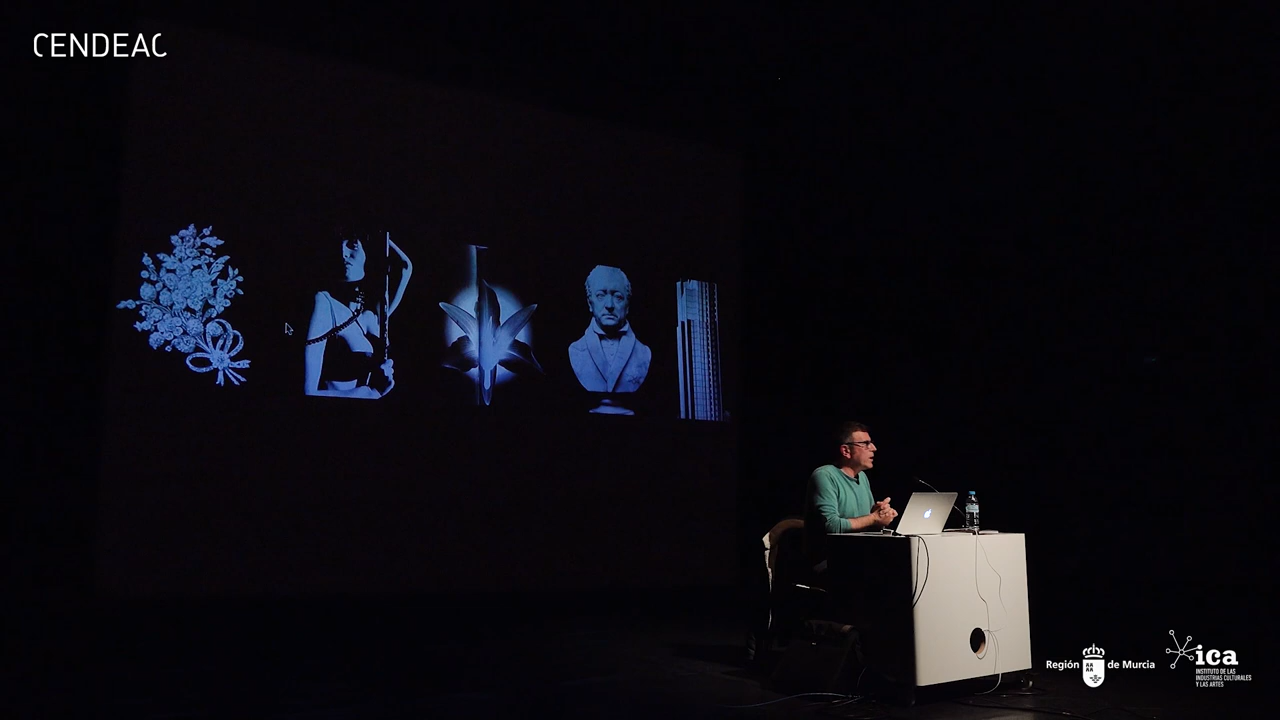 CENDEAC
Región de Murcia
ica
INSTITUTO DE LAS
INDUSTRIAS CULTURALES
Y LAS ARTES